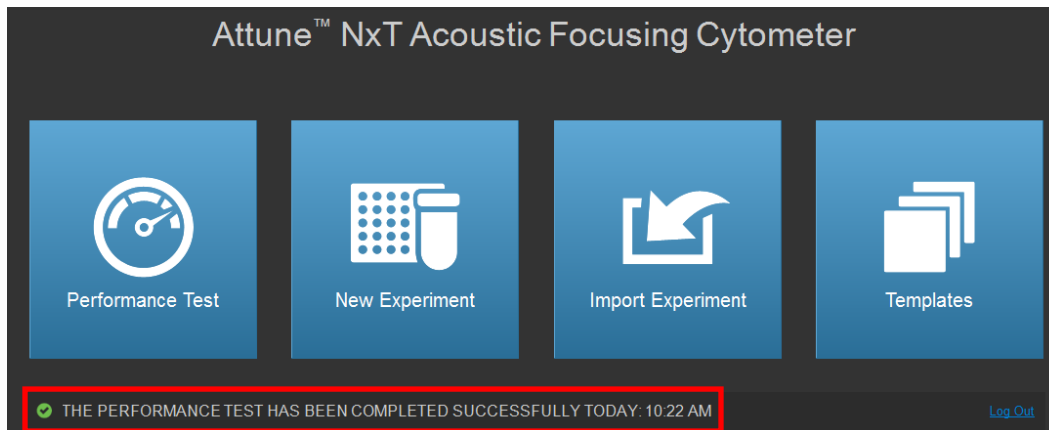 Attune™ NxT Acoustic Focusing Cytometer
Performance Test
New Experiment
Import Experiment
Templates
THE PERFORMANCE TEST HAS BEEN COMPLETED SUCCESSFULLY TODAY: 10:22 AM
Log Out